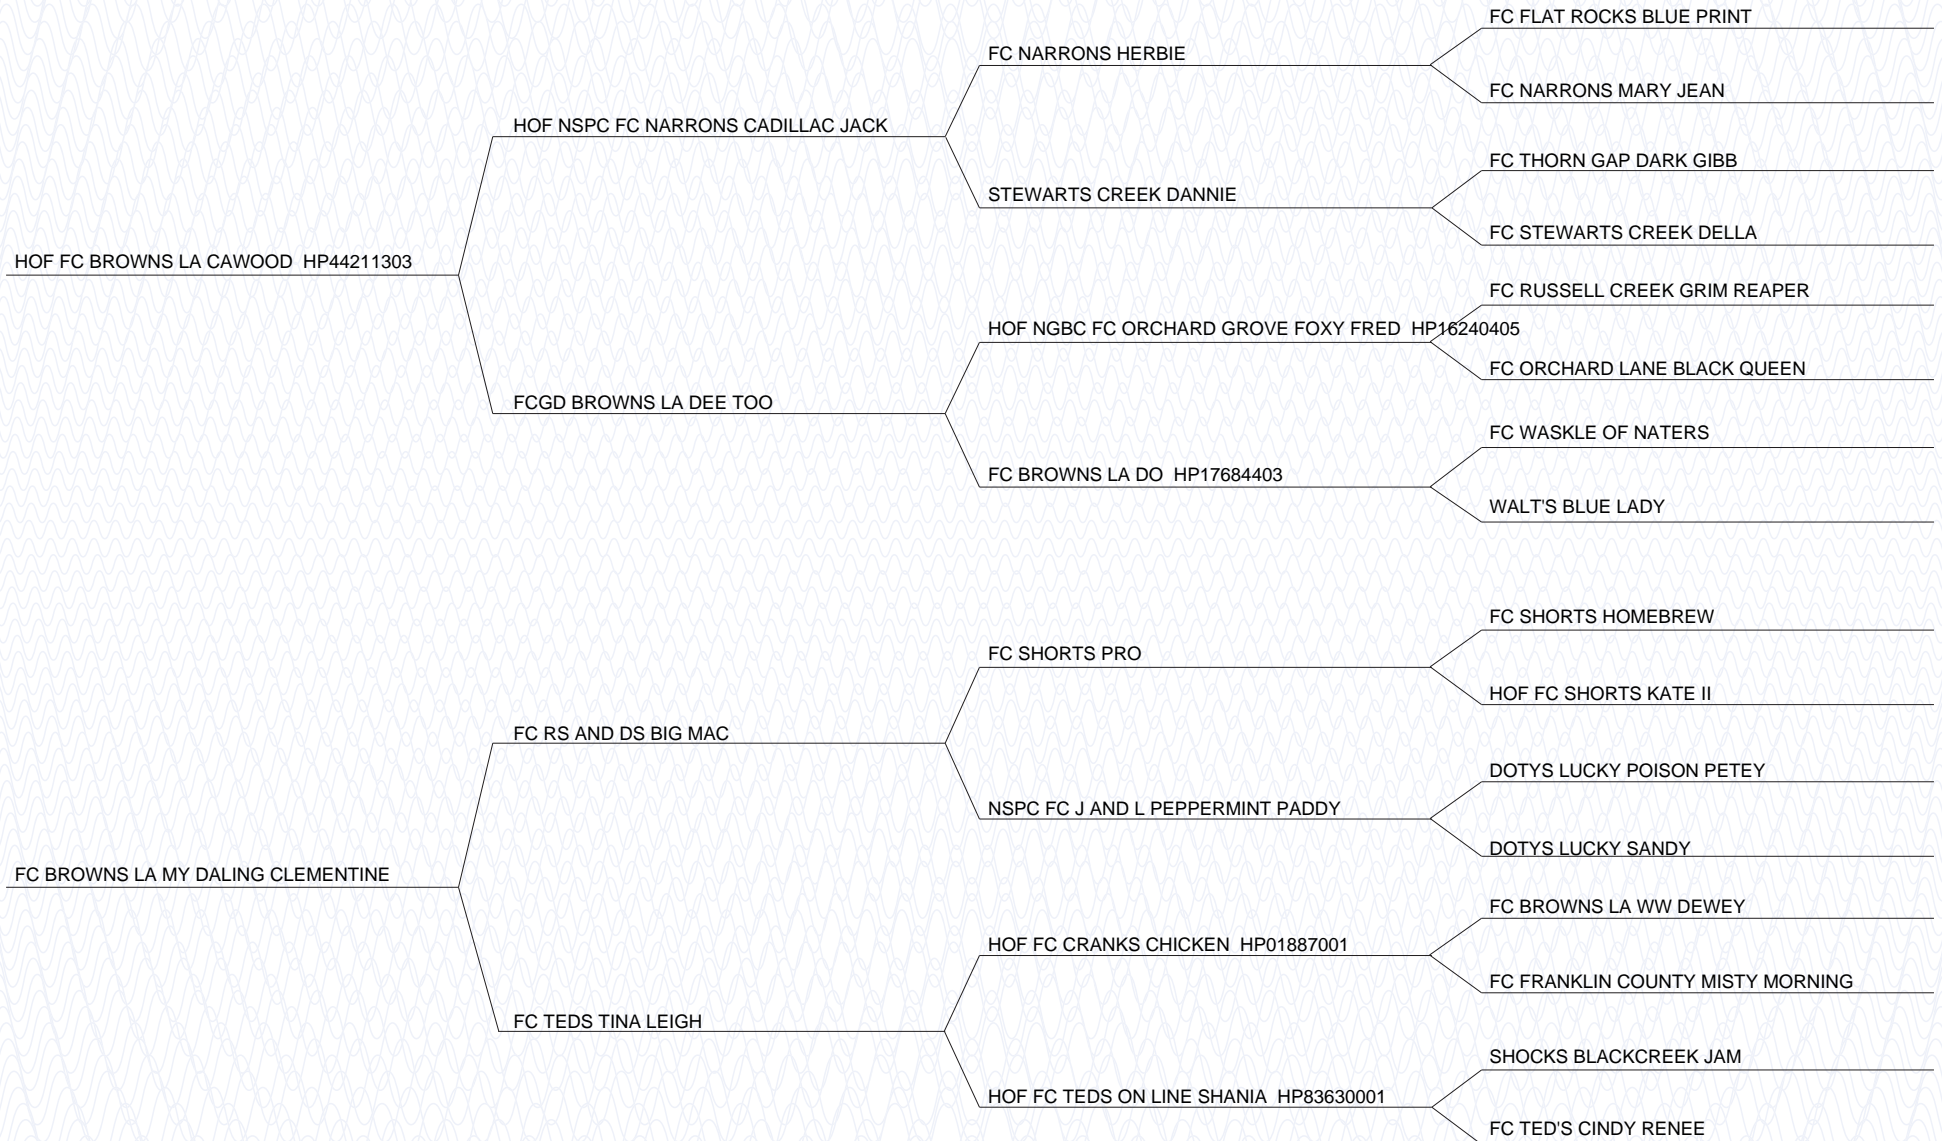 FC FLAT ROCKS BLUE PRINT
FC NARRONS HERBIE
FC NARRONS MARY JEAN
HOF NSPC FC NARRONS CADILLAC JACK
FC THORN GAP DARK GIBB
STEWARTS CREEK DANNIE
FC STEWARTS CREEK DELLA
HOF FC BROWNS LA CAWOOD  HP44211303
FC RUSSELL CREEK GRIM REAPER
HOF NGBC FC ORCHARD GROVE FOXY FRED  HP16240405
FC ORCHARD LANE BLACK QUEEN
FCGD BROWNS LA DEE TOO
FC WASKLE OF NATERS
FC BROWNS LA DO  HP17684403
WALT'S BLUE LADY
FC SHORTS HOMEBREW
FC SHORTS PRO
HOF FC SHORTS KATE II
FC RS AND DS BIG MAC
DOTYS LUCKY POISON PETEY
NSPC FC J AND L PEPPERMINT PADDY
DOTYS LUCKY SANDY
FC BROWNS LA MY DALING CLEMENTINE
FC BROWNS LA WW DEWEY
HOF FC CRANKS CHICKEN  HP01887001
FC FRANKLIN COUNTY MISTY MORNING
FC TEDS TINA LEIGH
SHOCKS BLACKCREEK JAM
HOF FC TEDS ON LINE SHANIA  HP83630001
FC TED'S CINDY RENEE